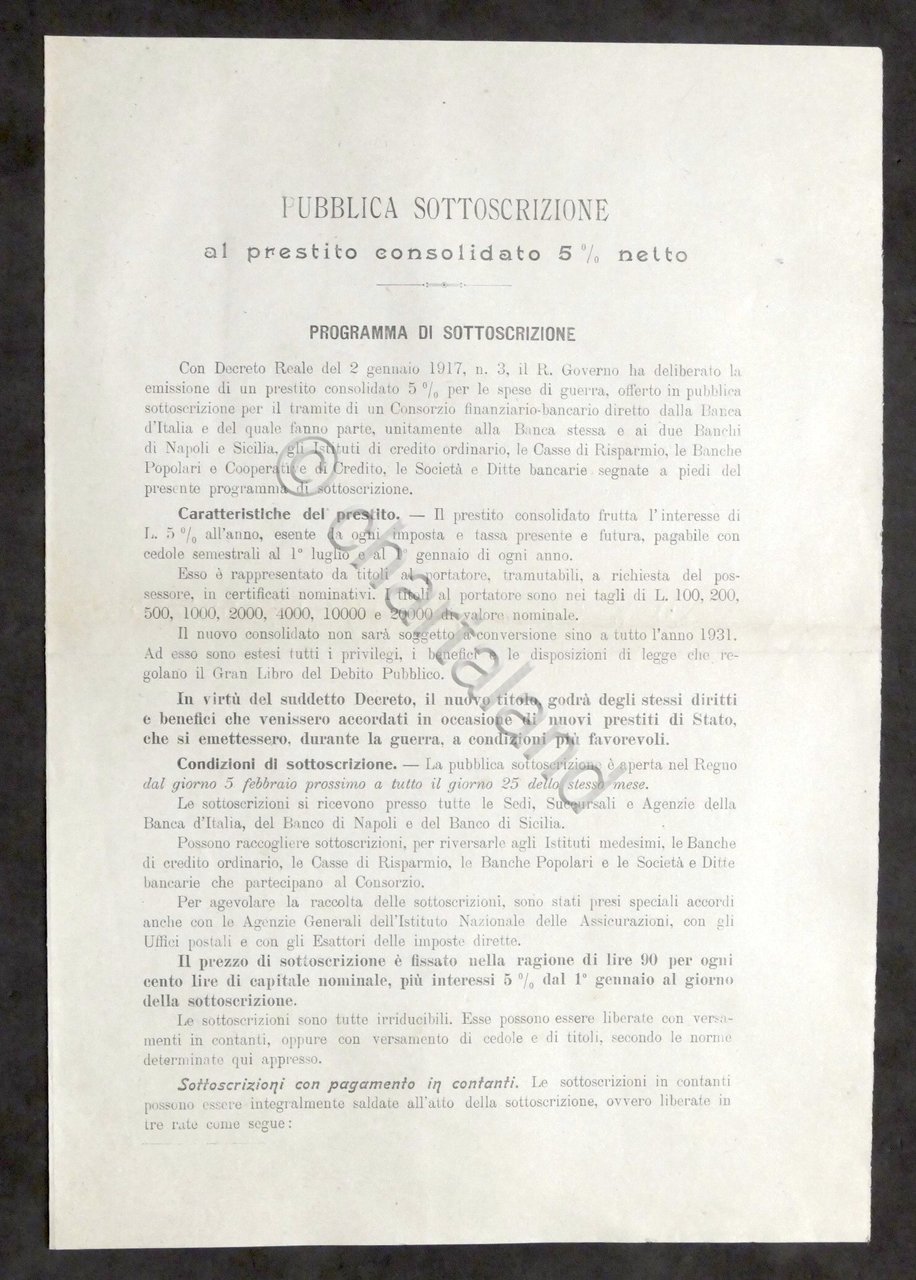 PUBBLICA SOTTOSCRIZIONE
al prestito consolidato 5 % netto
PROGRAMMA DI SOTTOSCRIZIONE
Con Decreto Reale del 2 gennaio 1917, n. 3, il R. Governo ha deliberato la
emissione di un prestito consolidato 5 % per le spese di guerra, offerto in pubblica
sottoscrizione per il tramite di un Consorzio finanziario-bancario diretto dalla Banca
d'Italia e del quale fanno parte, unitamente alla Banca stessa e ai due Banchi
di Napoli e Sicilia, gli Istituti di credito ordinario, le Casse di Risparmio, le Banche
Popolari e Cooperative di Credito, le Società e Ditte bancarie segnate a piedi del
presente programma di sottoscrizione.
Caratteristiche del prestito. — Il prestito consolidato frutta l'interesse di
L. 5 % all'anno, esente da ogni imposta e tassa presente e futura, pagabile con
cedole semestrali al 1° luglio e al 1° gennaio di ogni anno.
Esso è rappresentato da titoli al portatore, tramutabili, a richiesta del pos-
sessore, in certificati nominativi. I titoli al portatore sono nei tagli di L. 100, 200,
500, 1000, 2000, 4000, 10000 e 20000 di valore nominale.
Il nuovo consolidato non sarà soggetto a conversione sino a tutto l'anno 1931.
Ad esso sono estesi tutti i privilegi, i benefici e le disposizioni di legge che re-
golano il Gran Libro del Debito Pubblico.
In virtù del suddetto Decreto, il nuovo titolo godrà degli stessi diritti
e benefici che venissero accordati in occasione di nuovi prestiti di Stato,
che si emettessero, durante la guerra, a condizioni più favorevoli.
Condizioni di sottoscrizione. — La pubblica sottoscrizione è aperta nel Regno
dal giorno 5 febbraio prossimo a tutto il giorno 25 dello stesso mese.
Le sottoscrizioni si ricevono presso tutte le Sedi, Succursali e Agenzie della
Banca d'Italia, del Banco di Napoli e del Banco di Sicilia.
Possono raccogliere sottoscrizioni, per riversarle agli Istituti medesimi, le Banche
di credito ordinario, le Casse di Risparmio, le Banche Popolari e le Società e Ditte
bancarie che partecipano al Consorzio.
Per agevolare la raccolta delle sottoscrizioni, sono stati presi speciali accordi
anche con le Agenzie Generali dell'Istituto Nazionale delle Assicurazioni, con gli
Uffici postali e con gli Esattori delle imposte dirette.
Il prezzo di sottoscrizione è fissato nella ragione di lire 90 per ogni
cento lire di capitale nominale, più interessi 5 % dal 1° gennaio al giorno
della sottoscrizione.
Le sottoscrizioni sono tutte irriducibili. Esse possono essere liberate con versa-
menti in contanti, oppure con versamento di cedole e di titoli, secondo le norme
determinate qui appresso.
Sottoscrizioni con pagamento in contanti. Le sottoscrizioni in contanti
possono essere integralmente saldate all'atto della sottoscrizione, ovvero liberate in
tre rate come segue:
© chartaland